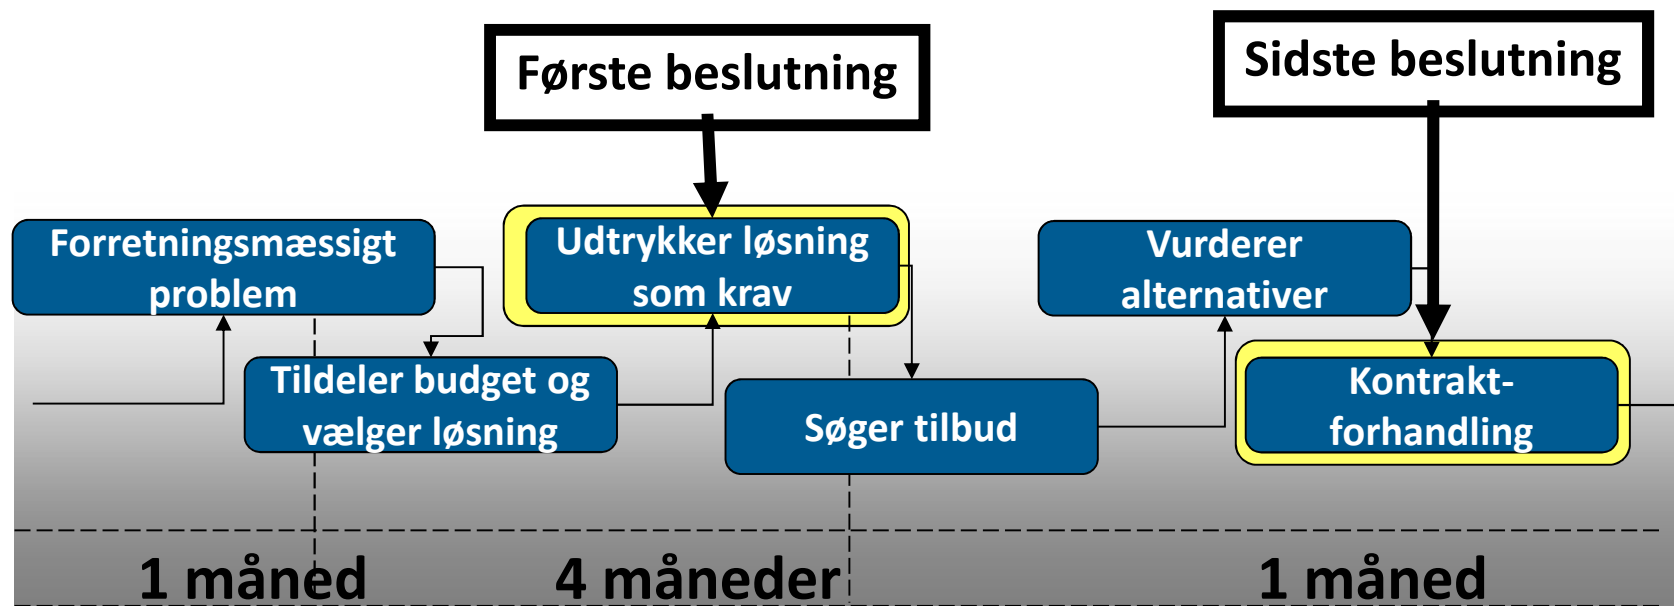 Første beslutning
Sidste beslutning
Forretningsmæssigt
problem
Tildeler budget og
vælger løsning
Udtrykker løsning
som krav
Søger tilbud
Vurderer
alternativer
Kontrakt-
forhandling
1 måned
4 måneder
1 måned